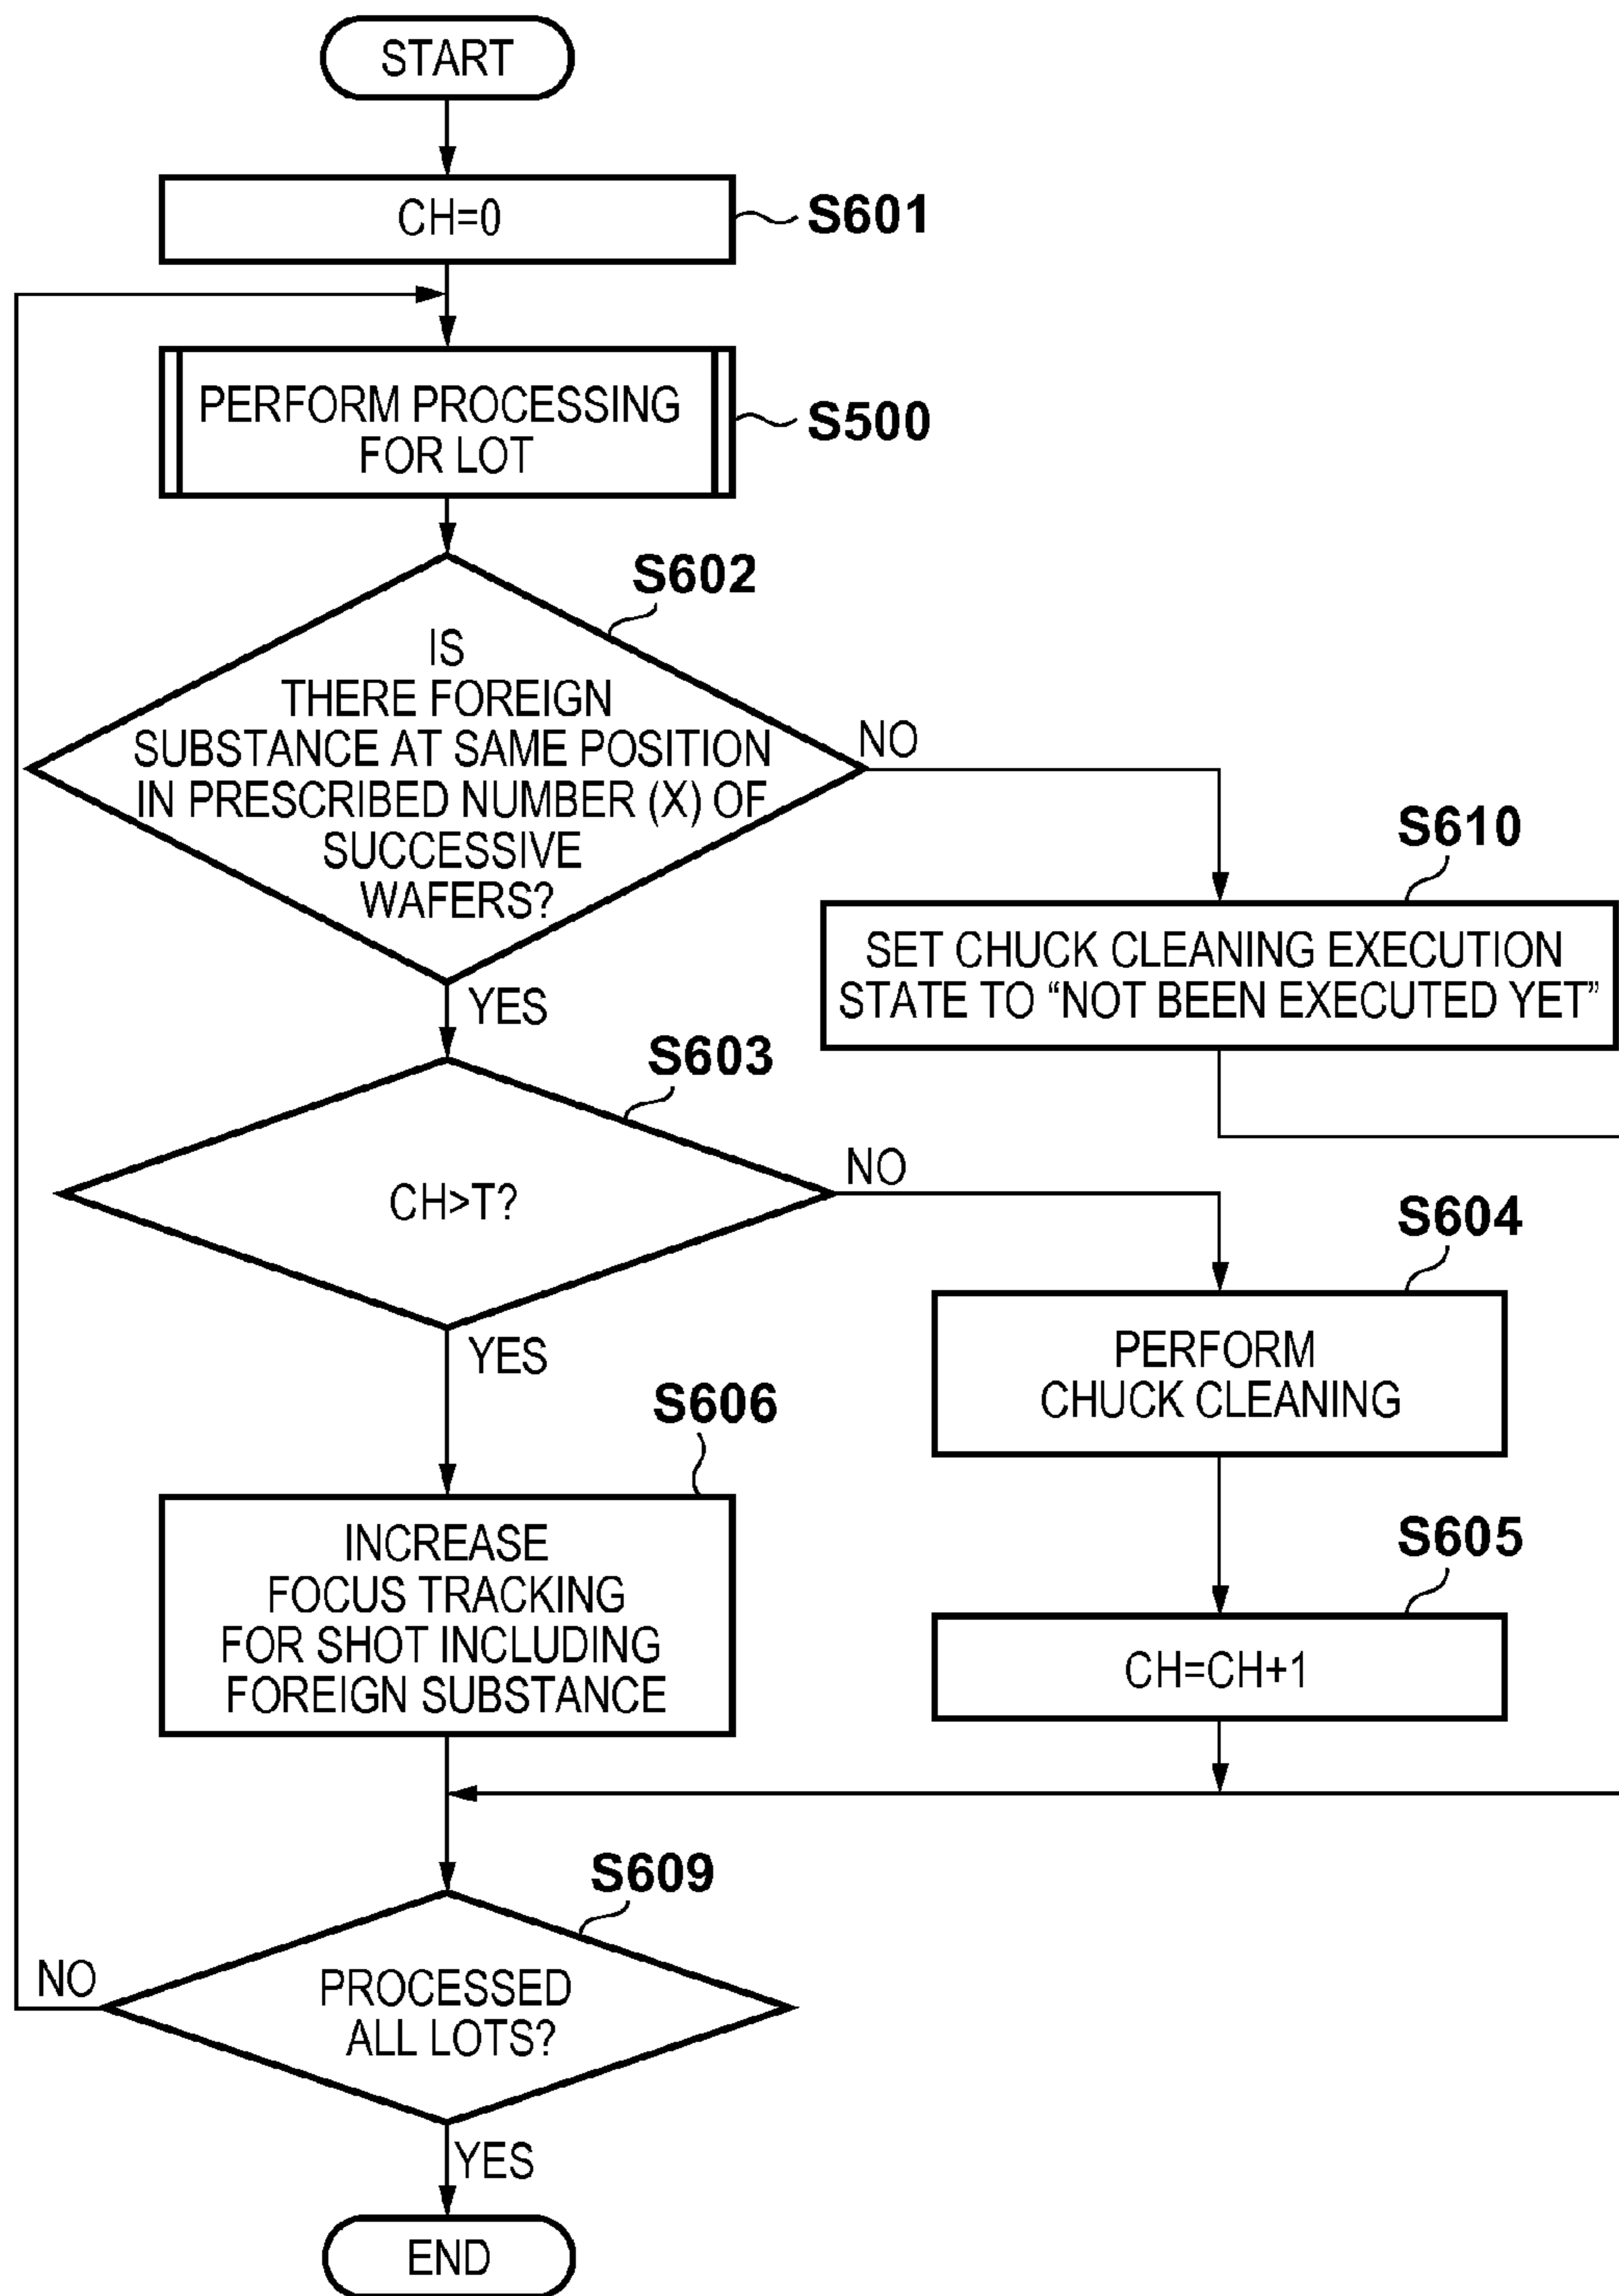 START
CH=0
S601
PERFORM PROCESSING
FOR LOT
S500
S602
IS
THERE FOREIGN
SUBSTANCE AT SAME POSITION
IN PRESCRIBED NUMBER (X) OF
SUCCESSIVE
WAFERS?
NO
YES
S610
SET CHUCK CLEANING EXECUTION
STATE TO “NOT BEEN EXECUTED YET”
S603
CH>T?
NO
YES
S604
PERFORM
CHUCK CLEANING
S606
INCREASE
FOCUS TRACKING
FOR SHOT INCLUDING
FOREIGN SUBSTANCE
S605
CH=CH+1
S609
PROCESSED
ALL LOTS?
NO
YES
END